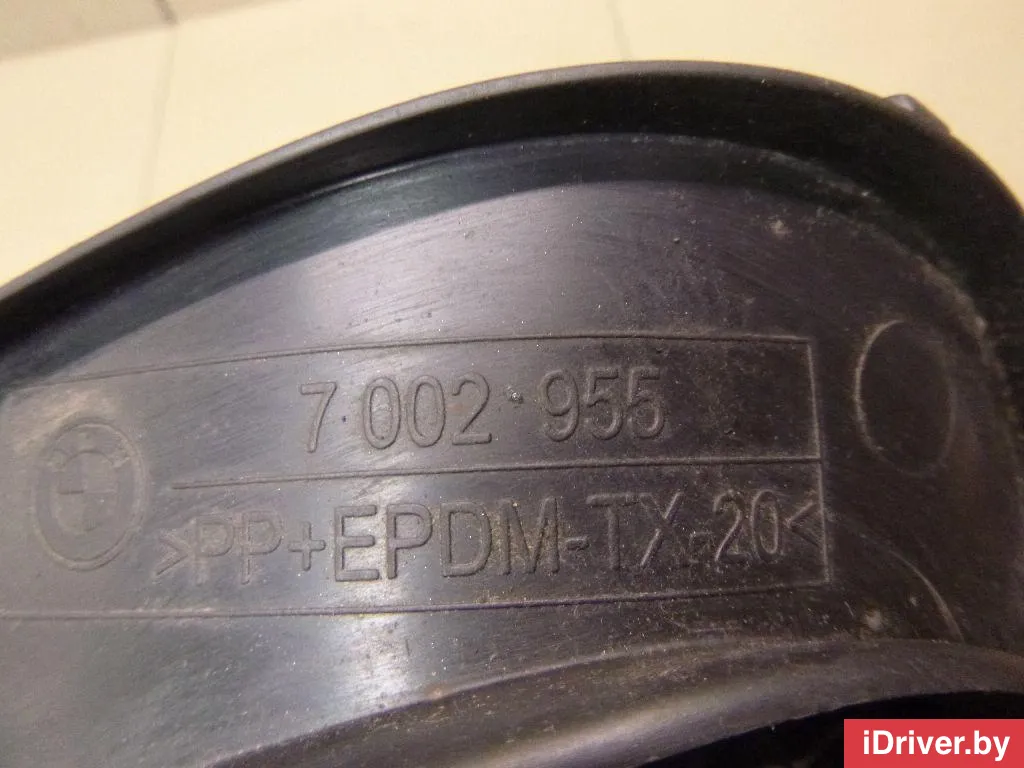 7 002 955
>PP+EPDM-TX.20<
iDriver.by